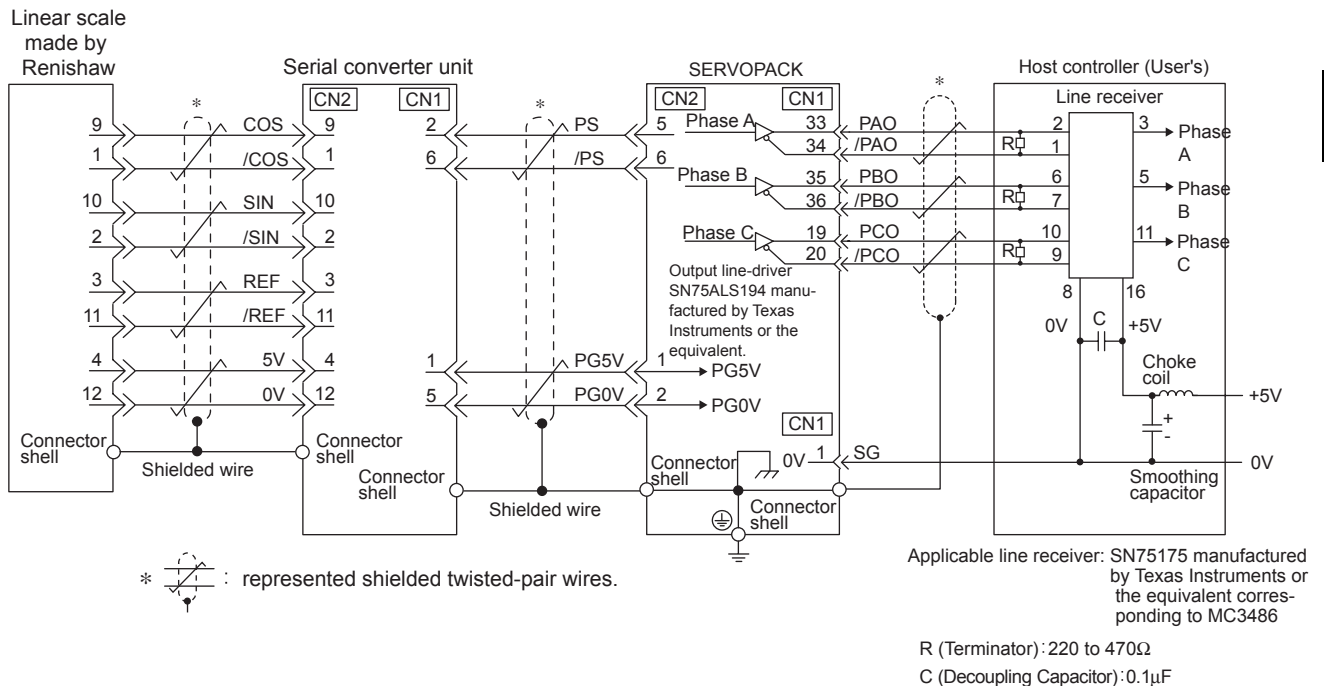 Linear scale
made by
Renishaw
Serial converter unit
SERVOPACK
Host controller (User's)
*
CN2
CN1
*
CN2
CN1
*
Line receiver
9
COS
9
2
PS
5
Phase A
33
PAO
2
3
Phase
A
1
/COS
1
6
/PS
6
34
/PAO
R
1
Phase B
35
PBO
6
5
Phase
B
10
SIN
10
36
/PBO
R
7
2
/SIN
2
Phase C
19
PCO
10
11
Phase
C
20
/PCO
R
9
3
REF
3
11
/REF
11
Output line-driver
SN75ALS194 manu-
factured by Texas
Instruments or the
equivalent.
8
16
0V
C
+5V
4
5V
4
1
PG5V
1
PG5V
12
0V
12
5
PG0V
2
PG0V
Choke
coil
+5V
+
-
CN1
0V
1
SG
0V
Smoothing
capacitor
Connector
shell
Shielded wire
Connector
shell
Connector
shell
Shielded wire
Connector
shell
Connector
shell
* : represented shielded twisted-pair wires.
Applicable line receiver: SN75175 manufactured
by Texas Instruments or
the equivalent corres-
ponding to MC3486
R (Terminator):220 to 470Ω
C (Decoupling Capacitor):0.1μF